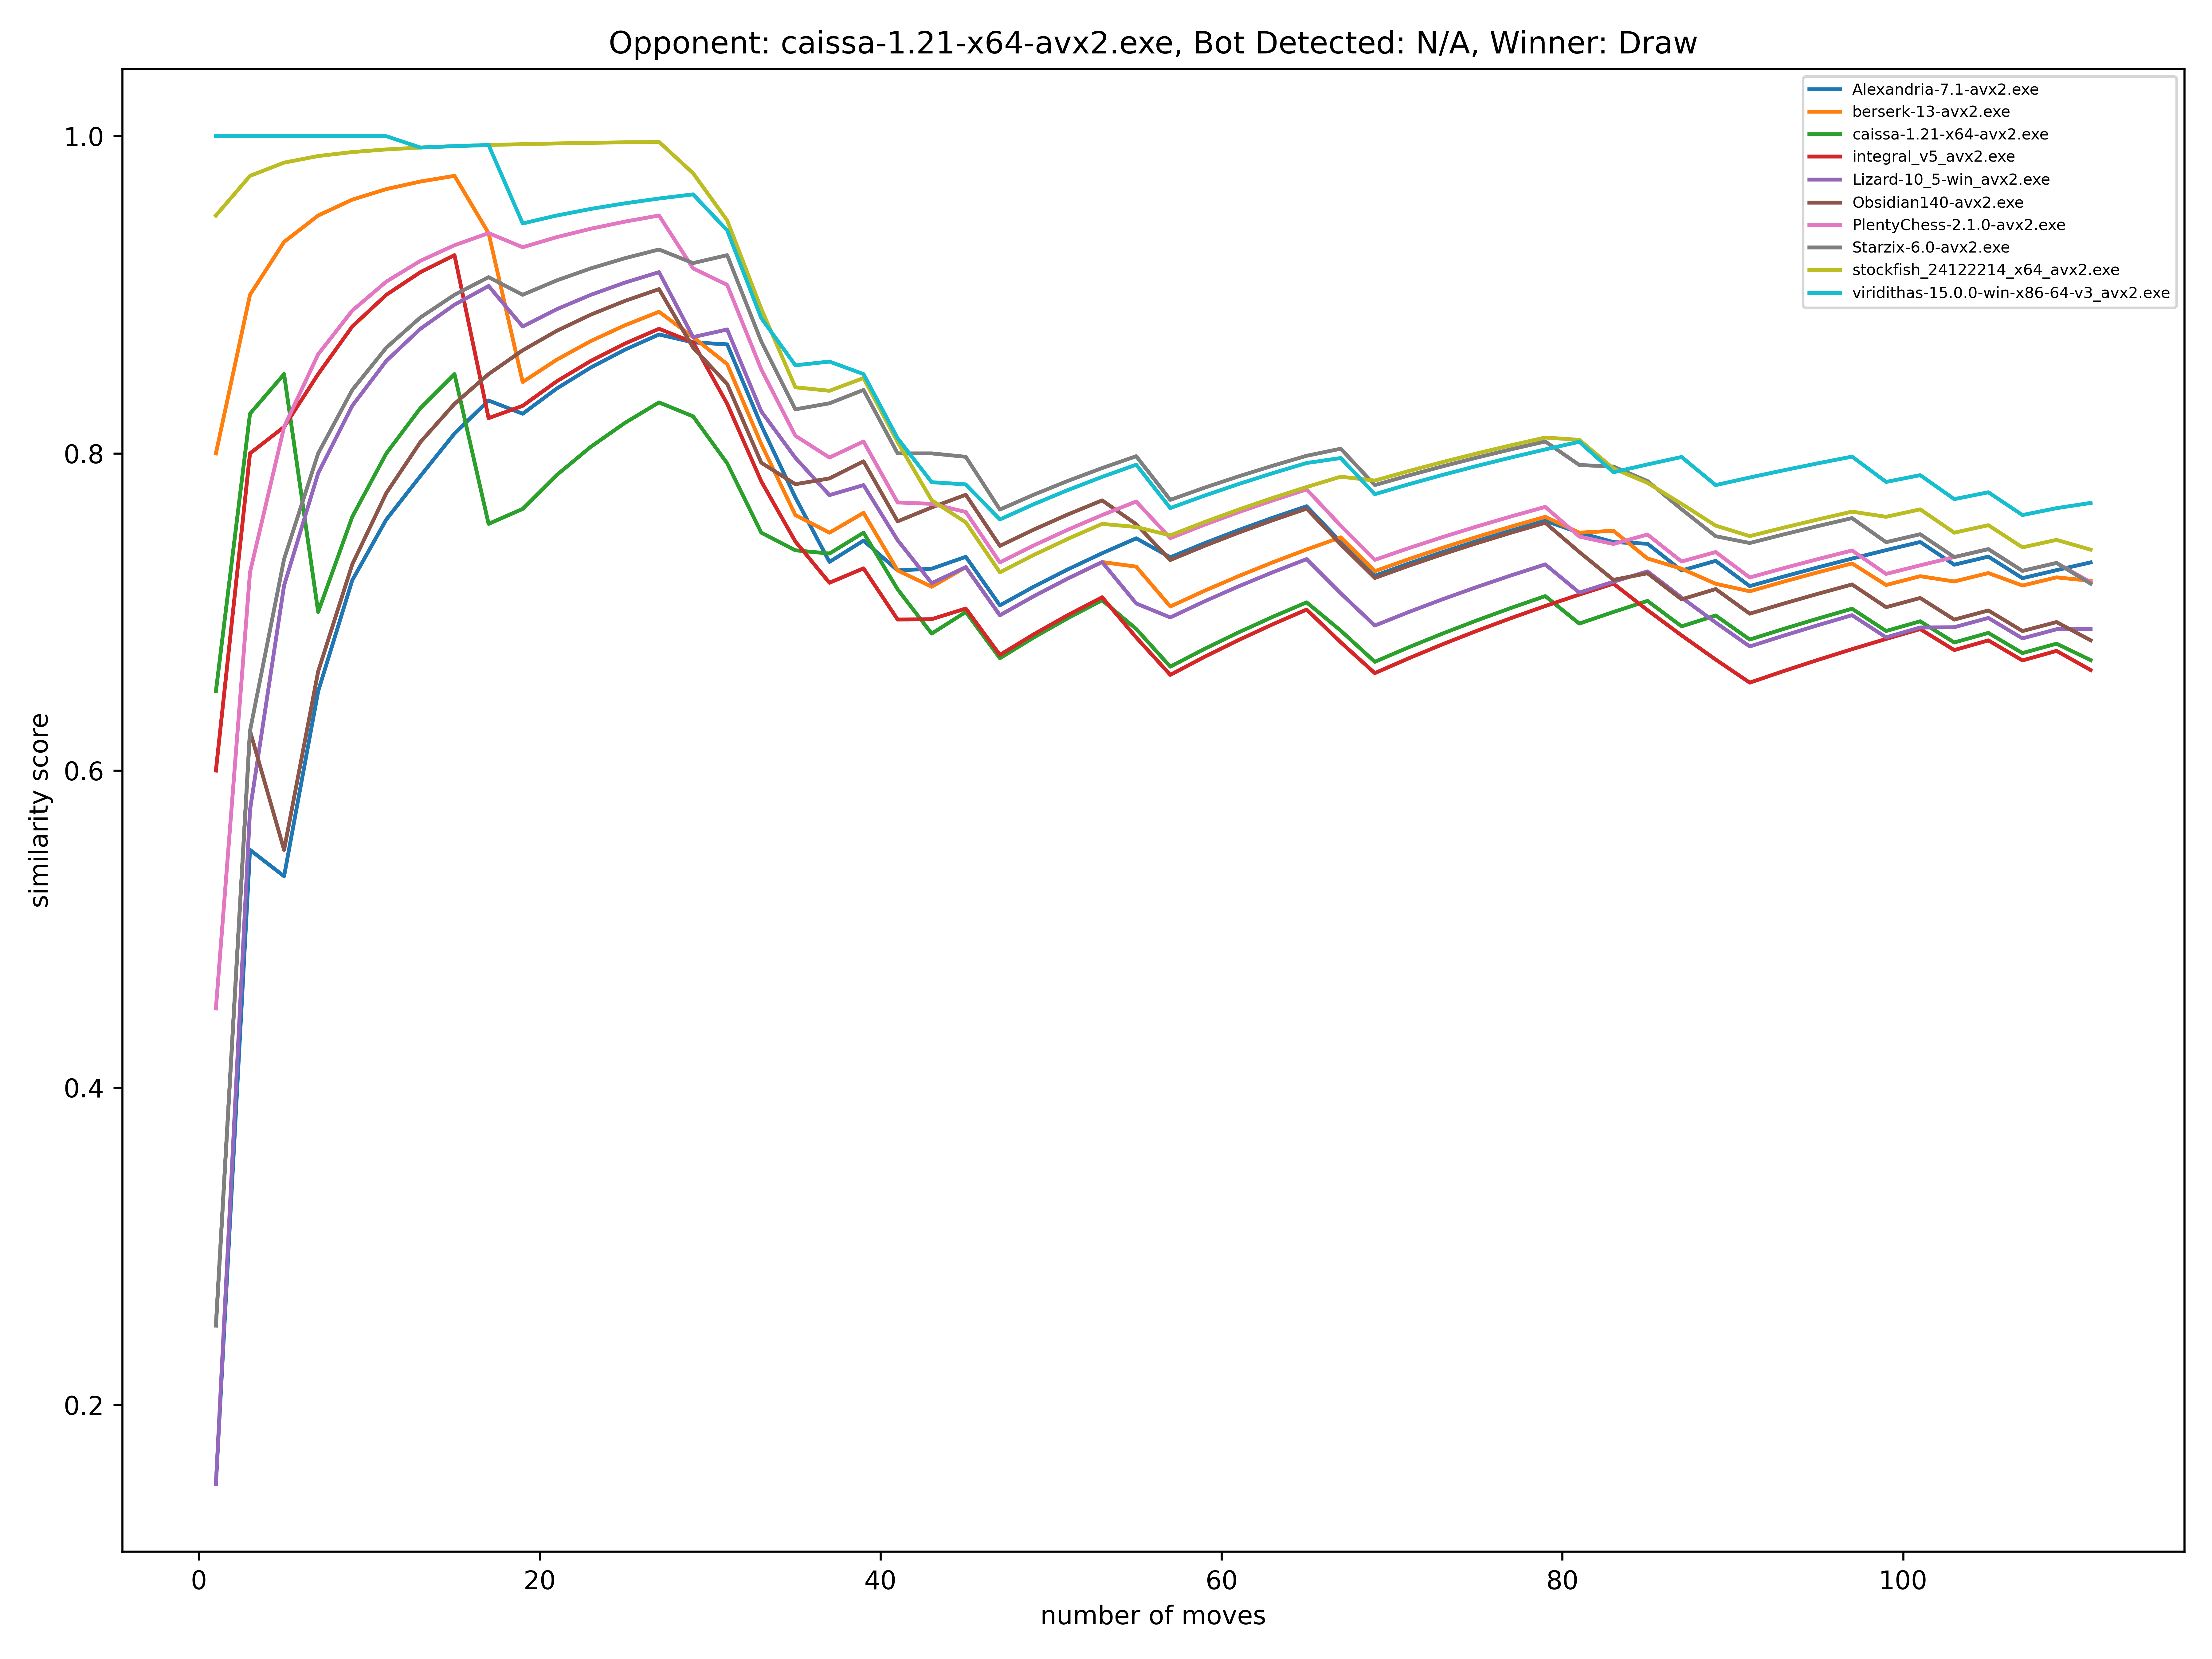 Opponent: caissa-1.21-x64-avx2.exe, Bot Detected: N/A, Winner: Draw
Alexandria-7.1-avx2.exe
berserk-13-avx2.exe
caissa-1.21-x64-avx2.exe
integral_v5_avx2.exe
Lizard-10_5-win_avx2.exe
Obsidian140-avx2.exe
PlentyChess-2.1.0-avx2.exe
Starzix-6.0-avx2.exe
stockfish_24122214_x64_avx2.exe
viridithas-15.0.0-win-x86-64-v3_avx2.exe
1.0
0.8
0.6
0.4
0.2
similarity score
0 20 40 60 80 100
number of moves